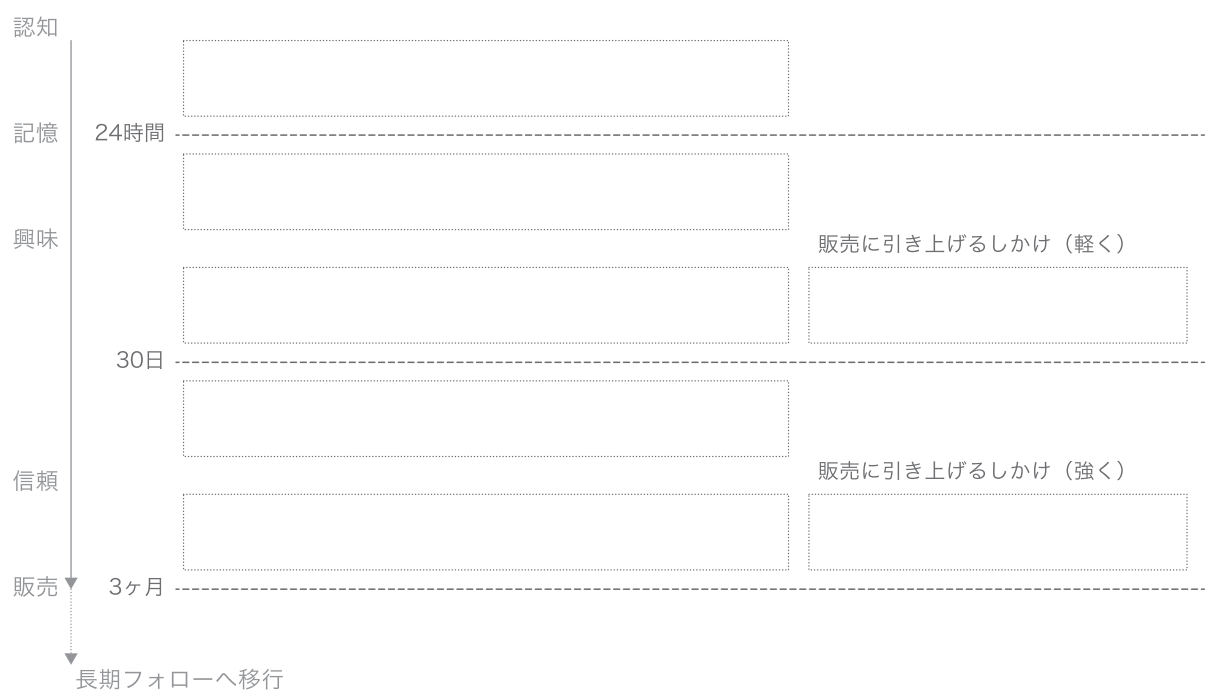 認知
記憶
24時間
興味
販売に引き上げるしかけ（軽く）
30日
信頼
販売に引き上げるしかけ（強く）
販売
3ヶ月
長期フォローへ移行